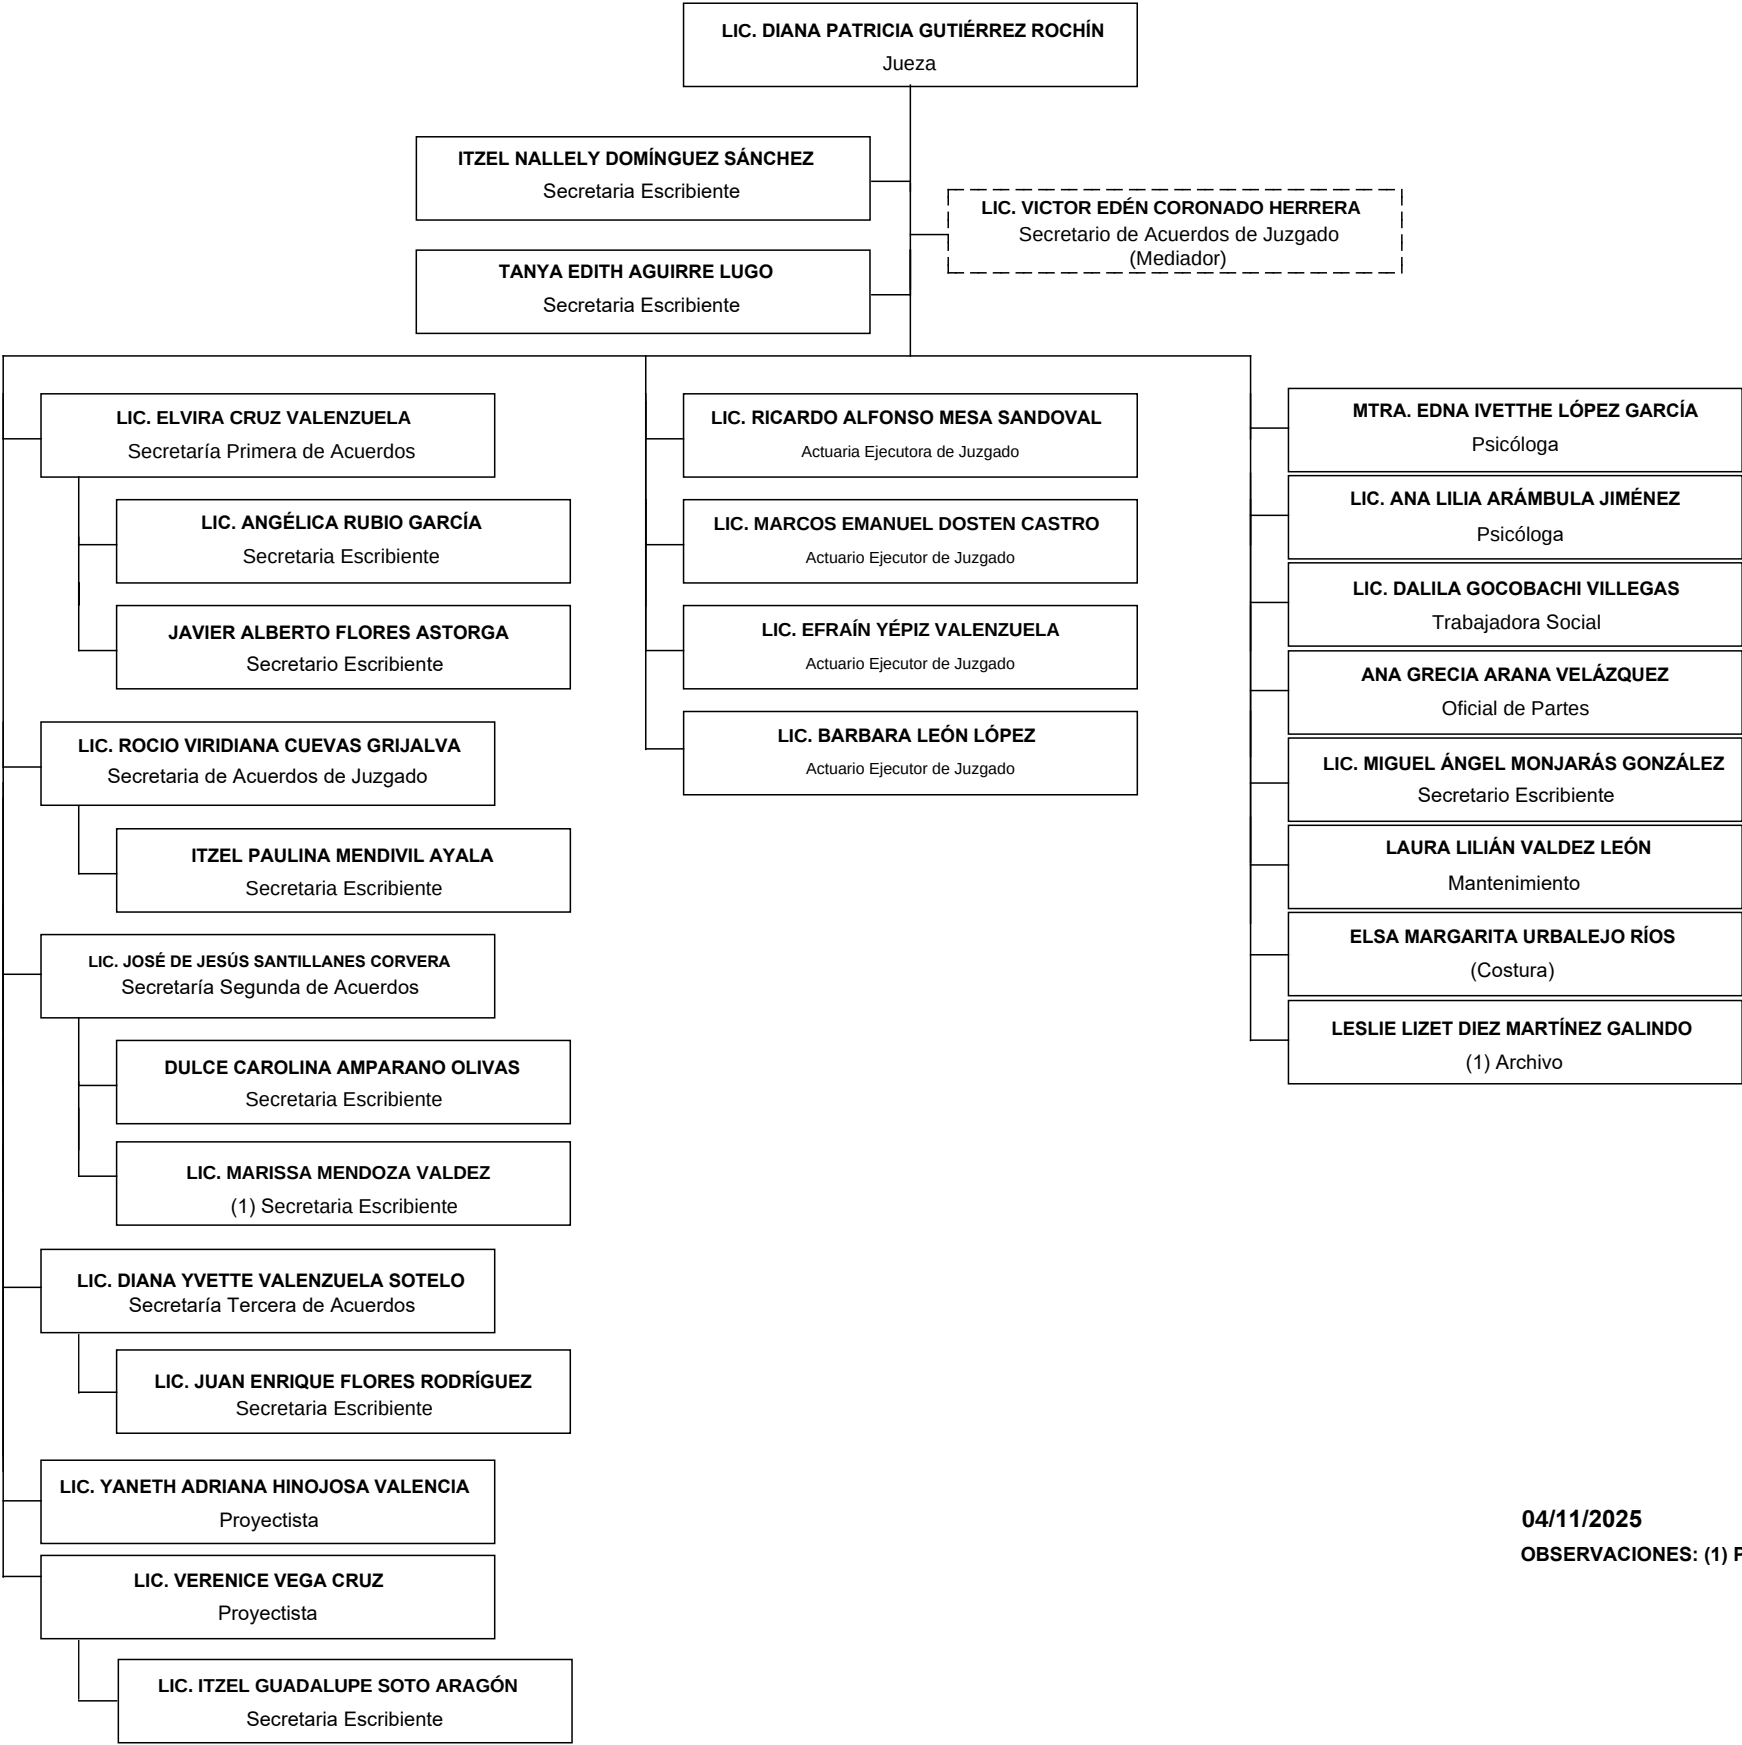 LIC. DIANA PATRICIA GUTIÉRREZ ROCHÍN
Jueza
ITZEL NALLELY DOMÍNGUEZ SÁNCHEZ
Secretaria Escribiente
LIC. VICTOR EDÉN CORONADO HERRERA
Secretario de Acuerdos de Juzgado
(Mediador)
TANYA EDITH AGUIRRE LUGO
Secretaria Escribiente
LIC. ELVIRA CRUZ VALENZUELA
Secretaría Primera de Acuerdos
LIC. ANGÉLICA RUBIO GARCÍA
Secretaria Escribiente
JAVIER ALBERTO FLORES ASTORGA
Secretario Escribiente
LIC. ROCIO VIRIDIANA CUEVAS GRIJALVA
Secretaria de Acuerdos de Juzgado
ITZEL PAULINA MENDIVIL AYALA
Secretaria Escribiente
LIC. JOSÉ DE JESÚS SANTILLANES CORVERA
Secretaría Segunda de Acuerdos
DULCE CAROLINA AMPARANO OLIVAS
Secretaria Escribiente
LIC. MARISSA MENDOZA VALDEZ
(1) Secretaria Escribiente
LIC. DIANA YVETTE VALENZUELA SOTELO
Secretaría Tercera de Acuerdos
LIC. JUAN ENRIQUE FLORES RODRÍGUEZ
Secretaria Escribiente
LIC. YANETH ADRIANA HINOJOSA VALENCIA
Proyectista
LIC. VERENICE VEGA CRUZ
Proyectista
LIC. ITZEL GUADALUPE SOTO ARAGÓN
Secretaria Escribiente
LIC. RICARDO ALFONSO MESA SANDOVAL
Actuaria Ejecutora de Juzgado
LIC. MARCOS EMANUEL DOSTEN CASTRO
Actuario Ejecutor de Juzgado
LIC. EFRAÍN YÉPIZ VALENZUELA
Actuario Ejecutor de Juzgado
LIC. BARBARA LEÓN LÓPEZ
Actuario Ejecutor de Juzgado
MTRA. EDNA IVETTHE LÓPEZ GARCÍA
Psicóloga
LIC. ANA LILIA ARÁMBULA JIMÉNEZ
Psicóloga
LIC. DALILA GOCOBACHI VILLEGAS
Trabajadora Social
ANA GRECIA ARANA VELÁZQUEZ
Oficial de Partes
LIC. MIGUEL ÁNGEL MONJARÁS GONZÁLEZ
Secretario Escribiente
LAURA LILIÁN VALDEZ LEÓN
Mantenimiento
ELSA MARGARITA URBALEJO RÍOS
(Costura)
LESLIE LIZET DIEZ MARTÍNEZ GALINDO
(1) Archivo
04/11/2025
OBSERVACIONES: (1)